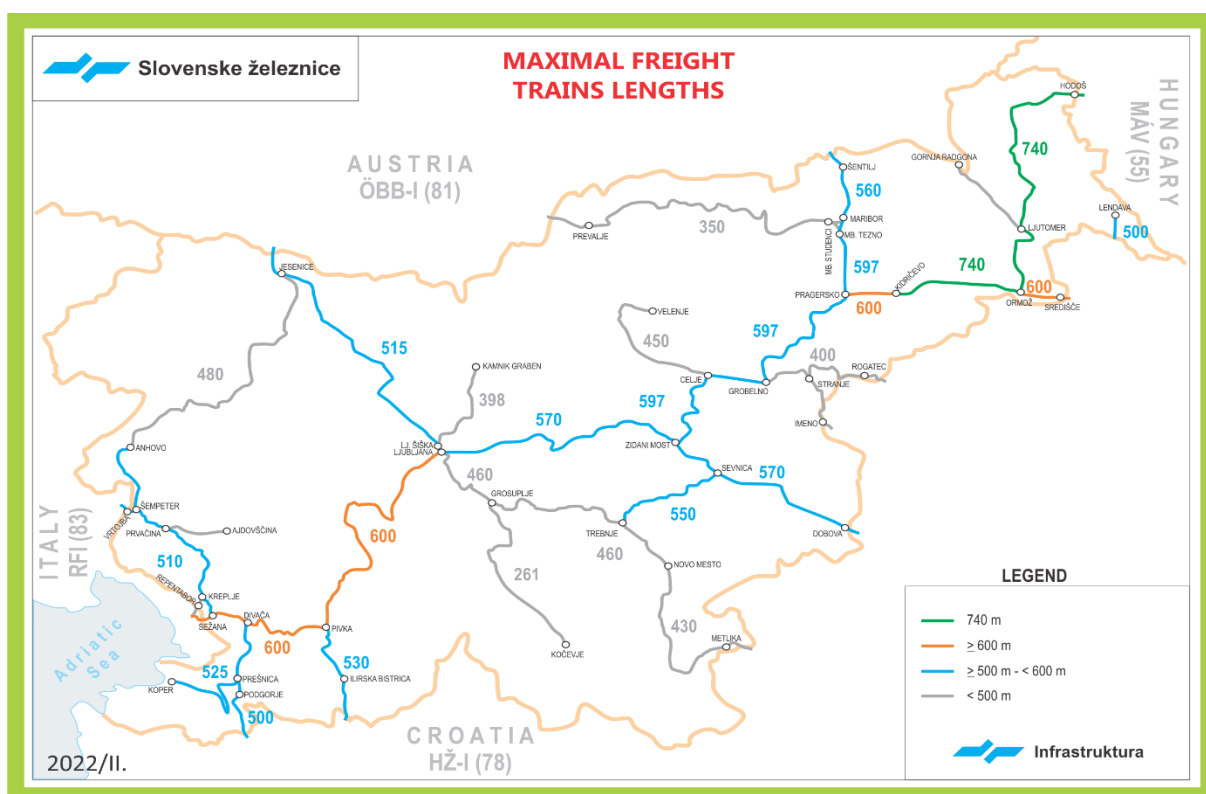 Slovenske železnice
MAXIMAL FREIGHT
TRAINS LENGTHS
HUNGARY
MÁV (55)
AUSTRIA
ÖBB-I (81)
HODOŠ
740
GORNJA RADGONA
ŠENTILJ
560
LENDAVA
500
MARIBOR
350
PREVALJE
MB. STUDENCI
MB. TEZNO
LJUTOMER
597
740
KIDRIČEVO
JESENICE
PRAGERSKO
600
ORMOŽ
600
SREDIŠČE
VELENJE
597
450
515
480
KAMNIK GRABEN
400
ROGATEC
CELJE
GROBELNO
STRANJE
398
597
570
IMENO
ANHOVO
LJ. ŠIŠKA
LJUBLJANA
ZIDANI MOST
460
SEVNICA
570
GROSUPLJE
550
ŠEMPETER
VRTOJBA
PRVAČINA
AJDOVŠČINA
600
TREBNJE
460
DOBOVA
ITALY
RFI (83)
510
261
NOVO MESTO
REPENTABOR
KREPLJE
SEŽANA
DIVAČA
PIVKA
600
430
METLIKA
KOČEVJE
Adriatic
Sea
525
530
KOPER
PREŠNICA
ILIRSKA BISTRICA
PODGORJE
500
CROATIA
HŽ-I (78)
LEGEND
740 m
≥ 600 m
≥ 500 m - < 600 m
< 500 m
Infrastruktura
2022/II.